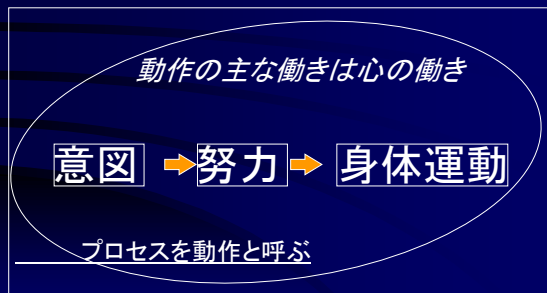 動作の主な働きは心の働き
意図 ➡ 努力 ➡ 身体運動
プロセスを動作と呼ぶ